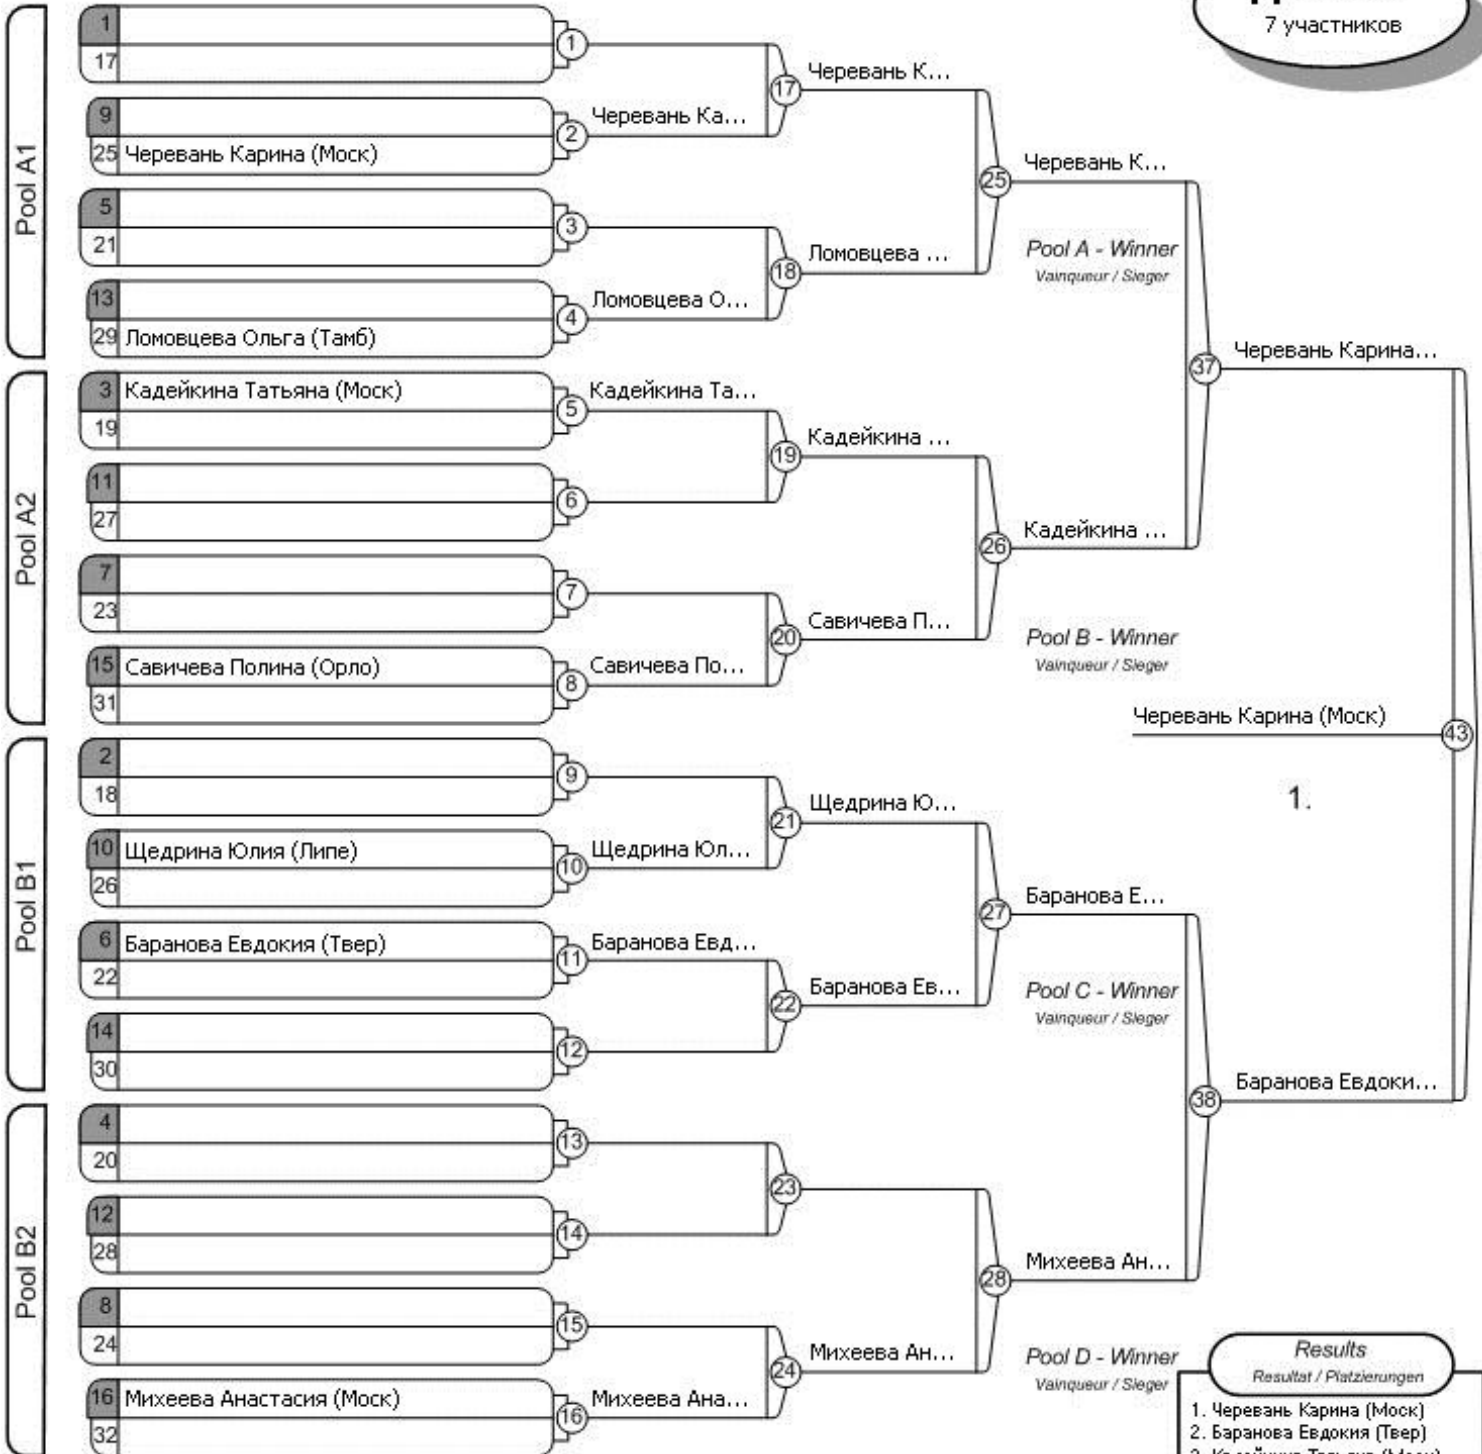 7 участников
Pool A1
1
17
1
9
25 Черевань Карина (Моск)
2
Черевань Ка...
17
Черевань К...
5
21
3
13
29 Ломовцева Ольга (Тамб)
4
Ломовцева О...
18
Ломовцева ...
25
Черевань К...
Pool A - Winner
Vainqueur / Sieger
Pool A2
3 Кадейкина Татьяна (Моск)
19
5
Кадейкина Та...
11
27
6
19
Кадейкина ...
7
23
7
15 Савичева Полина (Орло)
31
8
Савичева По...
20
Савичева П...
26
Кадейкина ...
Pool B - Winner
Vainqueur / Sieger
37
Черевань Карина...
Черевань Карина (Моск)
43
1.
Pool B1
2
18
9
10 Щедрина Юлия (Липе)
26
10
Щедрина Юл...
21
Щедрина Ю...
6 Баранова Евдокия (Твер)
22
11
Баранова Евд...
14
30
12
22
Баранова Ев...
27
Баранова Е...
Pool C - Winner
Vainqueur / Sieger
38
Баранова Евдоки...
Pool B2
4
20
13
12
28
14
23
8
24
15
16 Михеева Анастасия (Моск)
32
16
Михеева Ана...
24
Михеева Ан...
28
Михеева Ан...
Pool D - Winner
Vainqueur / Sieger
Results
Resultat / Platzierungen
1. Черевань Карина (Моск)
2. Баранова Евдокия (Твер)
3. Кадейкина Татьяна (Моск)